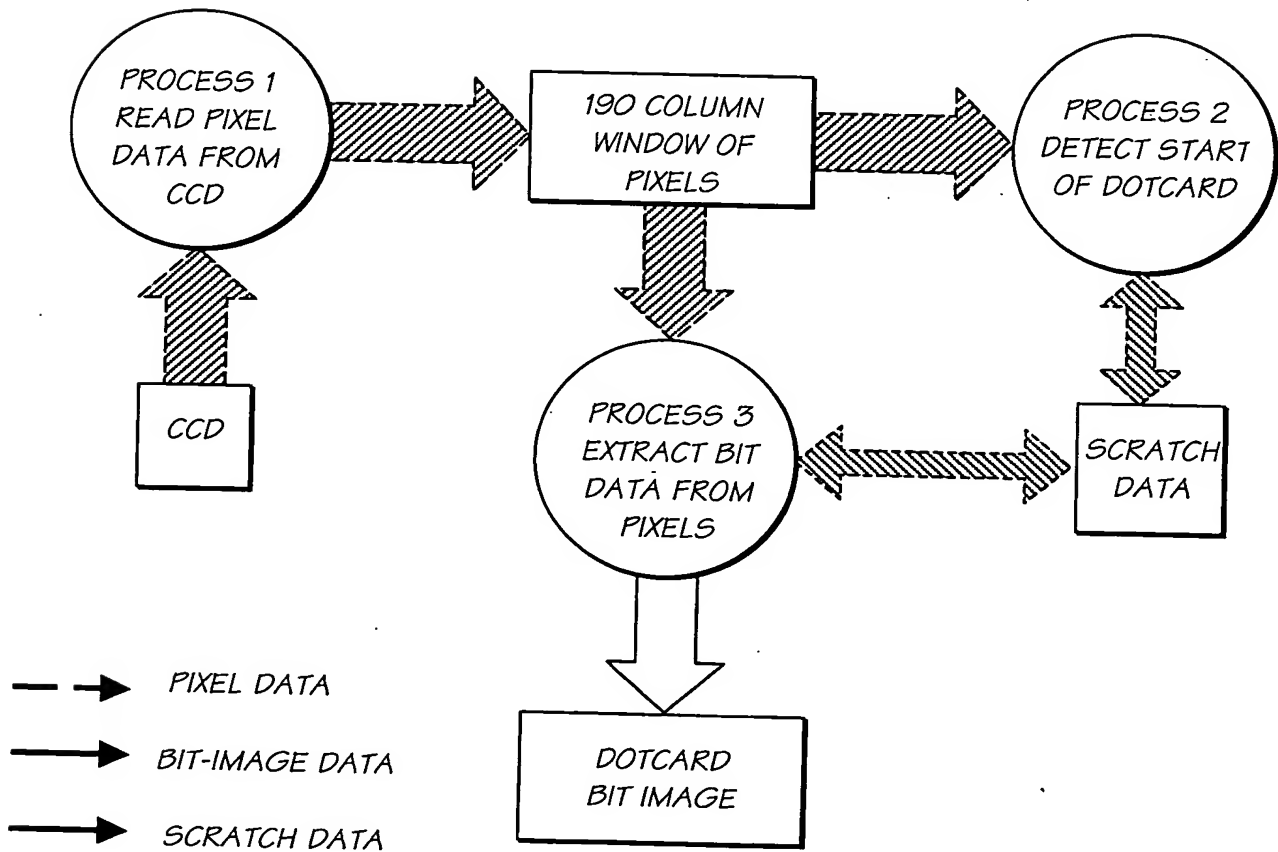 PROCESS 1
READ PIXEL
DATA FROM
CCD
190 COLUMN
WINDOW OF
PIXELS
PROCESS 2
DETECT START
OF DOTCARD
CCD
PROCESS 3
EXTRACT BIT
DATA FROM
PIXELS
SCRATCH
DATA
PIXEL DATA
BIT-IMAGE DATA
SCRATCH DATA
DOTCARD
BIT IMAGE